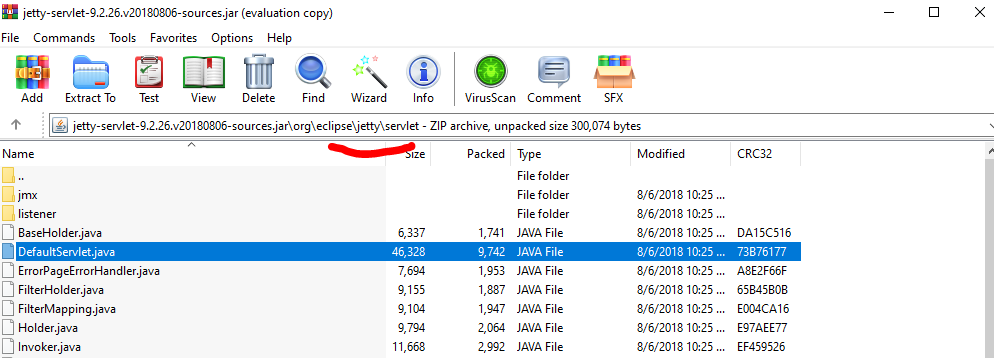 jetty-servlet-9.2.26.v20180806-sources.jar (evaluation copy)
File Commands Tools Favorites Options Help
Add Extract To Test View Delete Find Wizard Info VirusScan Comment SFX
jetty-servlet-9.2.26.v20180806-sources.jar\org\eclipse\jetty\servlet - ZIP archive, unpacked size 300,074 bytes
Name Size Packed Type Modified CRC32
.. File folder
jmx File folder 8/6/2018 10:25 ...
listener File folder 8/6/2018 10:25 ...
BaseHolder.java 6,337 1,741 JAVA File 8/6/2018 10:25 ... DA15C516
DefaultServlet.java 46,328 9,742 JAVA File 8/6/2018 10:25 ... 73B76177
ErrorPageErrorHandler.java 7,694 1,953 JAVA File 8/6/2018 10:25 ... A8E2F66F
FilterHolder.java 9,155 1,887 JAVA File 8/6/2018 10:25 ... 65B45B0B
FilterMapping.java 9,104 1,947 JAVA File 8/6/2018 10:25 ... E004CA16
Holder.java 9,794 2,064 JAVA File 8/6/2018 10:25 ... E97AEE77
Invoker.java 11,668 2,992 JAVA File 8/6/2018 10:25 ... EF459526